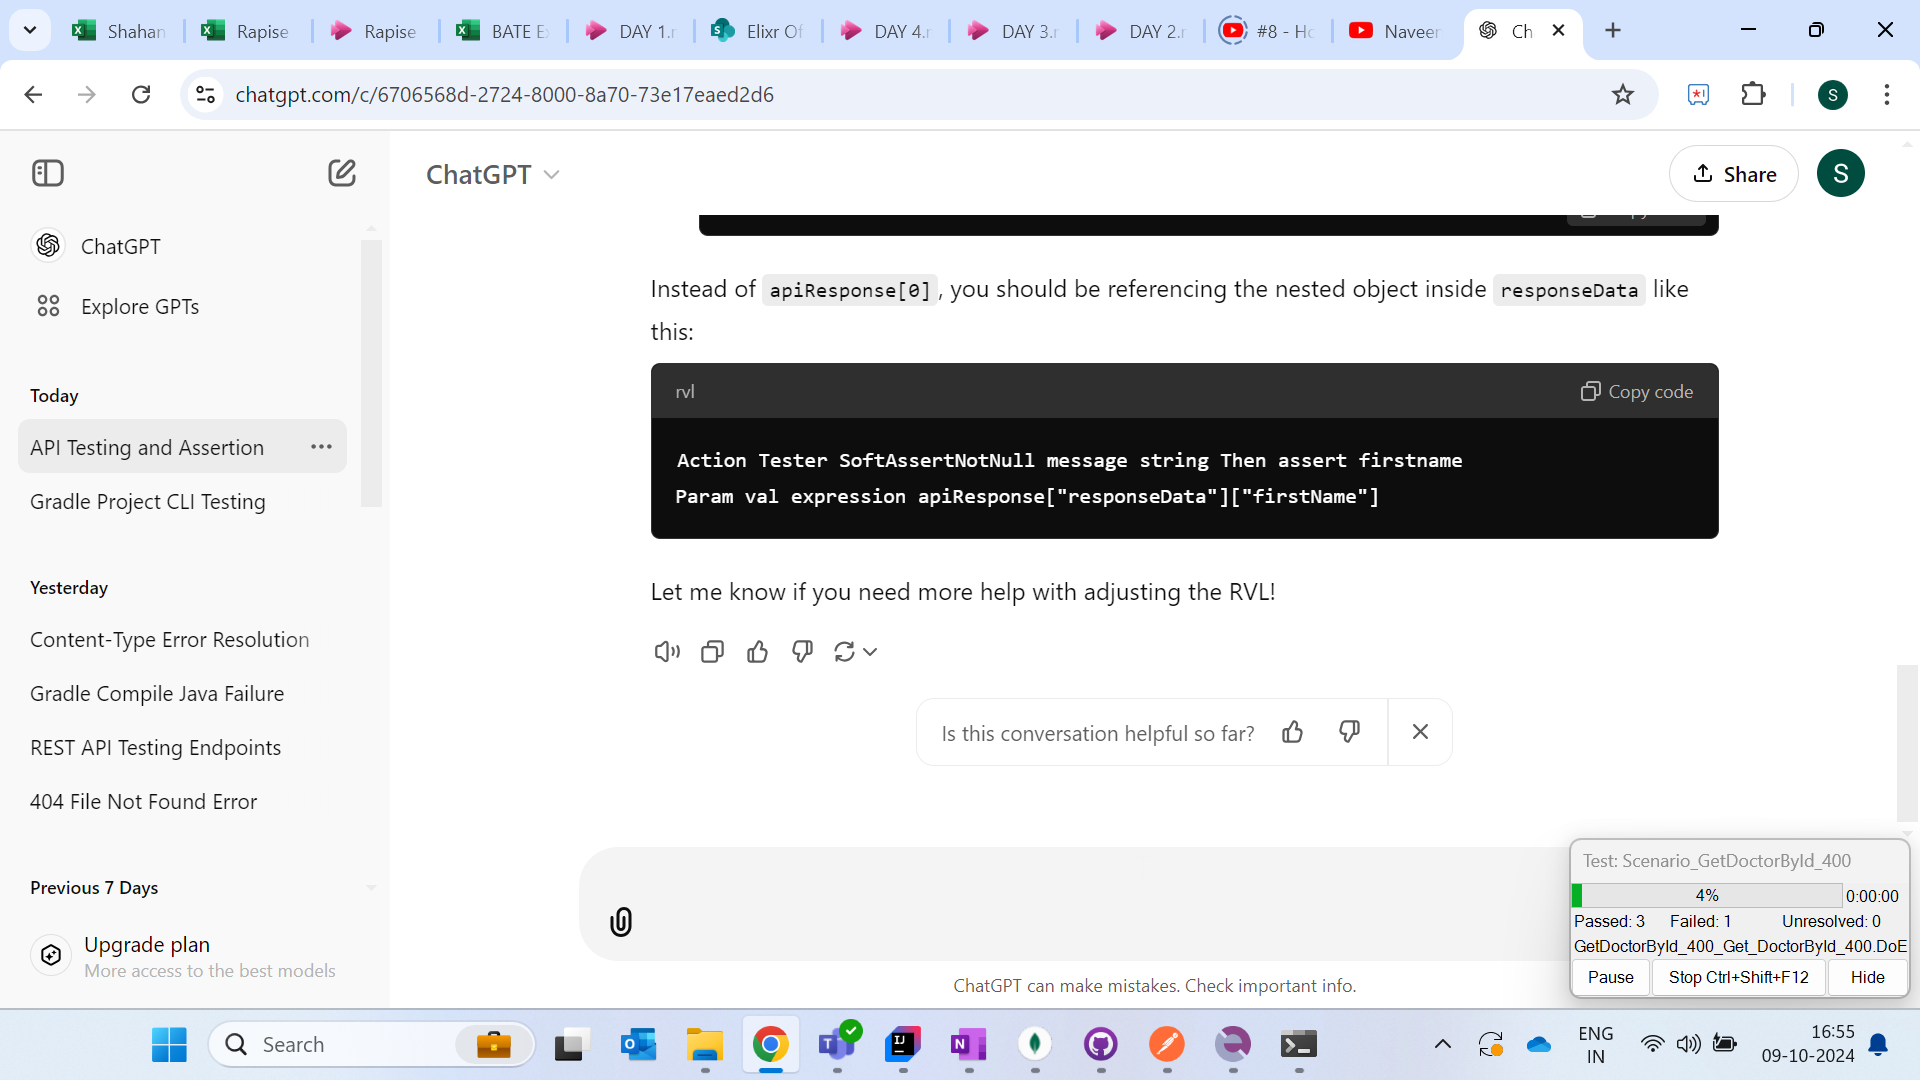 Shahan
Rapise
Rapise
BATE Ex
DAY 1.r
Elixr Of
DAY 4.r
DAY 3.r
DAY 2.r
#8 - Ho
Naveen
Ch
chatgpt.com/c/6706568d-2724-8000-8a70-73e17eaed2d6
S
ChatGPT
Share
S
ChatGPT
Explore GPTs
Today
API Testing and Assertion
Gradle Project CLI Testing
Yesterday
Content-Type Error Resolution
Gradle Compile Java Failure
REST API Testing Endpoints
404 File Not Found Error
Previous 7 Days
Upgrade plan
More access to the best models
Instead of apiResponse[0], you should be referencing the nested object inside responseData like
this:
rvl
Copy code
Action Tester SoftAssertNotNull message string Then assert firstname
Param val expression apiResponse["responseData"]["firstName"]
Let me know if you need more help with adjusting the RVL!
Is this conversation helpful so far?
ChatGPT can make mistakes. Check important info.
Test: Scenario_GetDoctorById_400
4%
0:00:00
Passed: 3 Failed: 1 Unresolved: 0
GetDoctorById_400_Get_DoctorById_400.DoE
Pause
Stop Ctrl+Shift+F12
Hide
Search
ENG
IN
16:55
09-10-2024